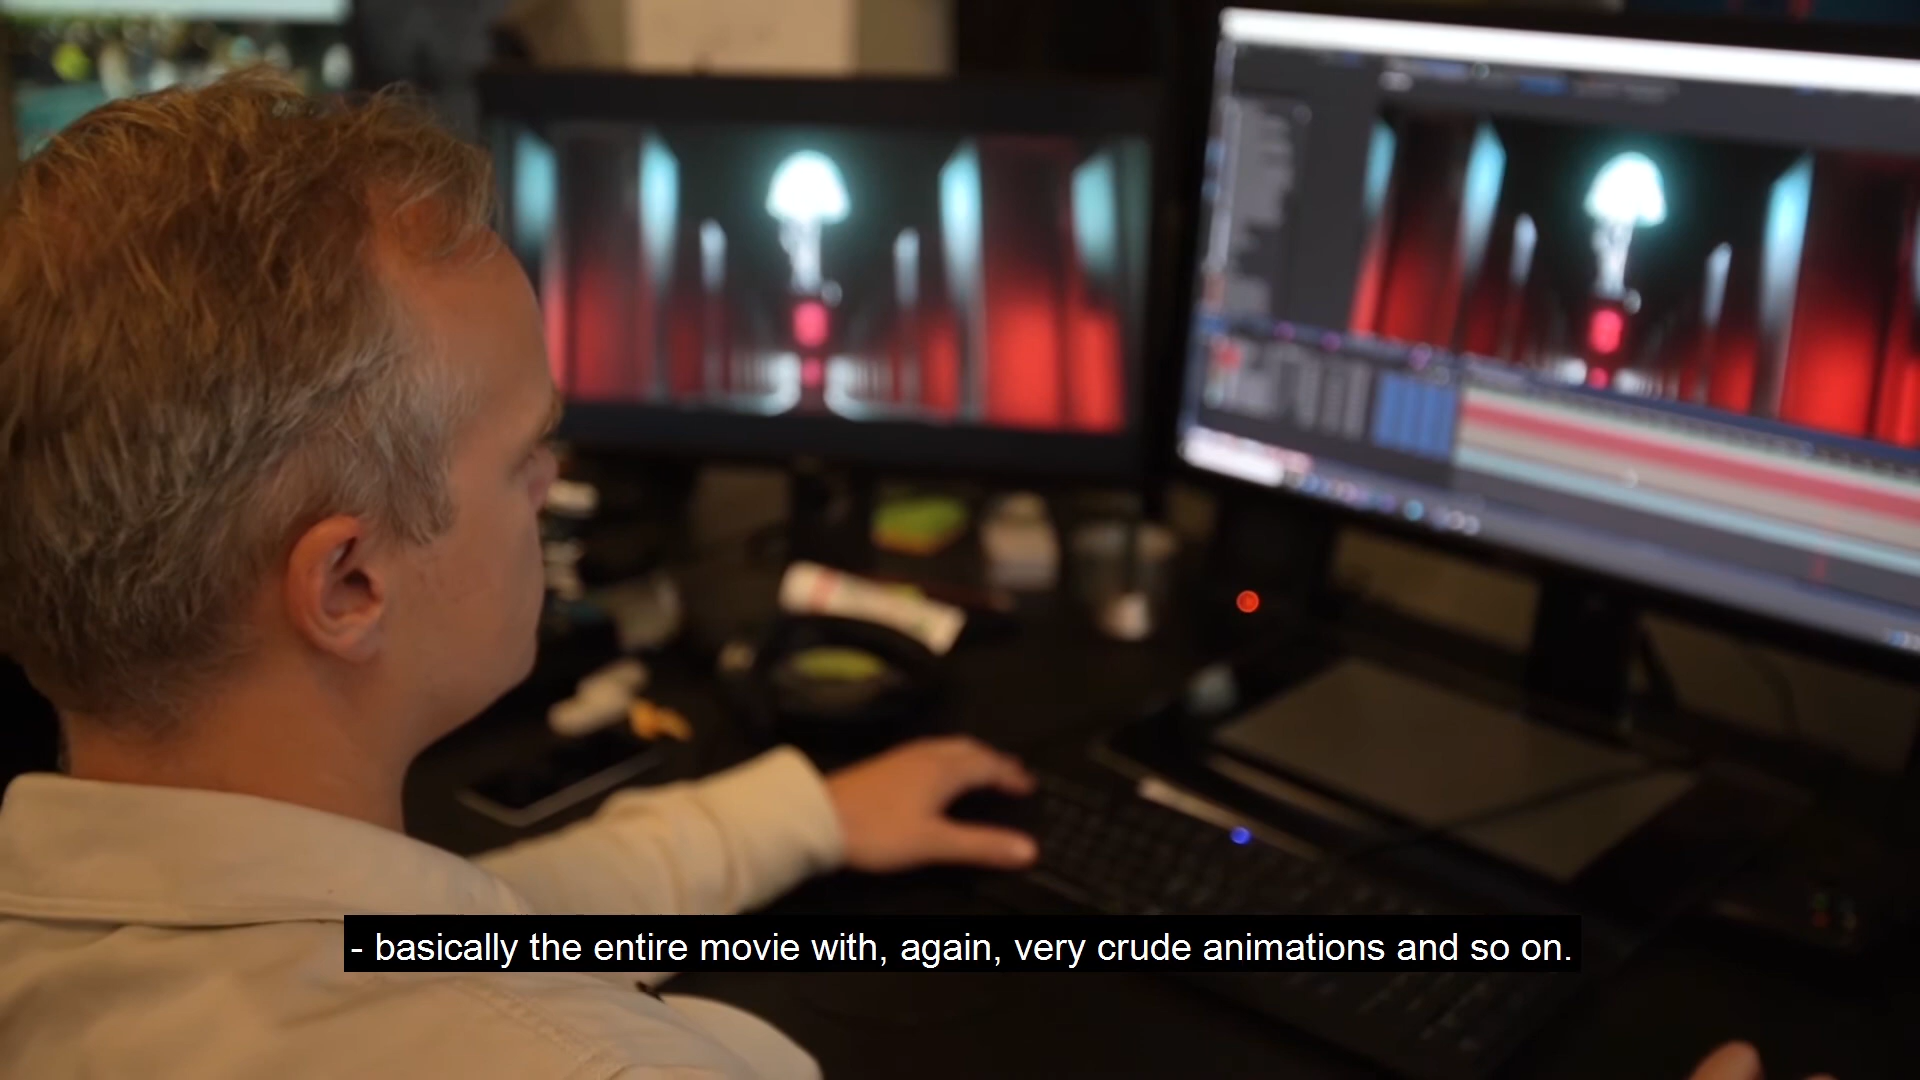 - basically the entire movie with, again, very crude animations and so on.